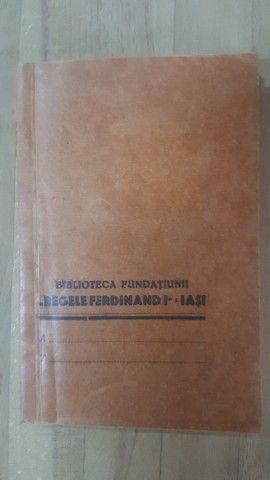 BIBLIOTECA FUNDAȚIUNII
„REGELE FERDINAND I” : IAȘI
A